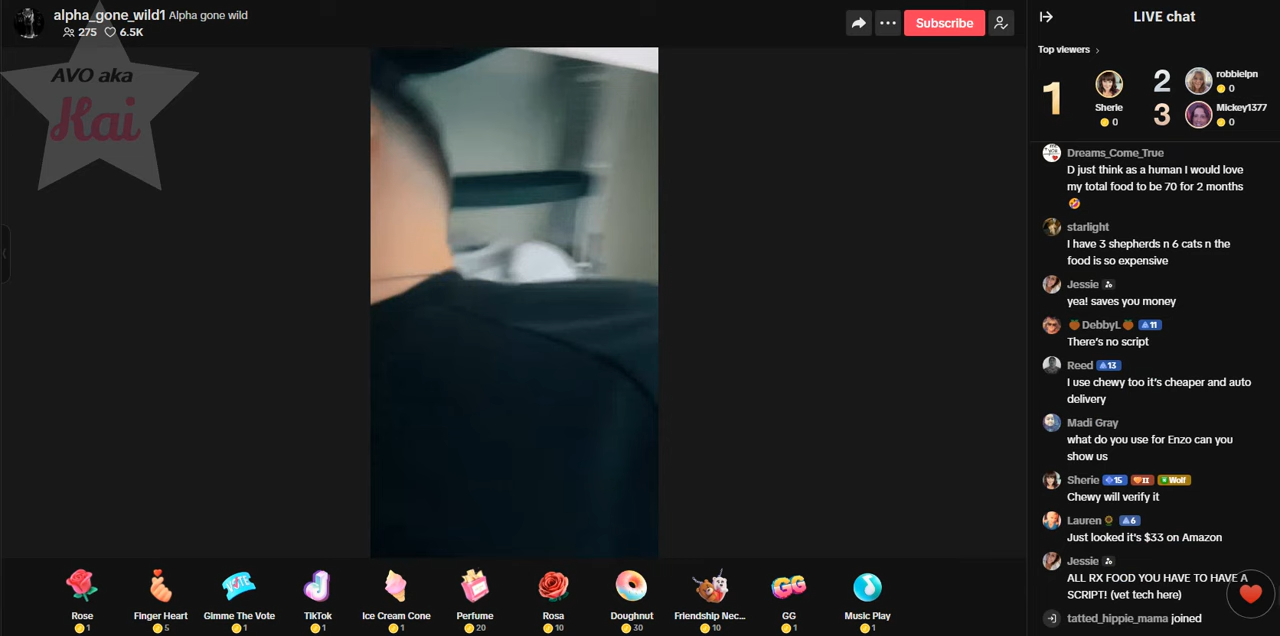 alpha_gone_wild1 Alpha gone wild
275 6.5K
Subscribe
AVO aka
Kai
LIVE chat
Top viewers
1
Sherie
0
2
robbielpn
0
3
Mickey1377
0
Dreams_Come_True
D just think as a human I would love
my total food to be 70 for 2 months
🤣
starlight
I have 3 shepherds n 6 cats n the
food is so expensive
Jessie
yea! saves you money
DebbyL 11
There's no script
Reed 13
I use chewy too it's cheaper and auto
delivery
Madi Gray
what do you use for Enzo can you
show us
Sherie 15 II Wolf
Chewy will verify it
Lauren 6
Just looked it's $33 on Amazon
Jessie
ALL RX FOOD YOU HAVE TO HAVE A
SCRIPT! (vet tech here)
tatted_hippie_mama joined
VOTE
GG
Rose
1
Finger Heart
5
Gimme The Vote
1
TikTok
1
Ice Cream Cone
1
Perfume
20
Rosa
10
Doughnut
30
Friendship Nec...
10
GG
1
Music Play
1